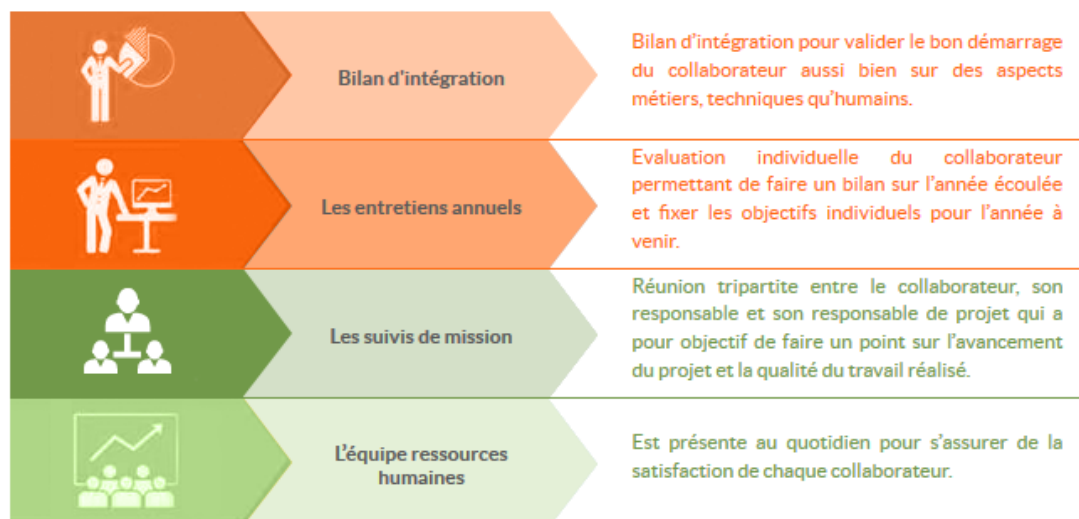 Bilan d'intégration
Bilan d'intégration pour valider le bon démarrage
du collaborateur aussi bien sur des aspects
métiers, techniques qu'humains.
Les entretiens annuels
Evaluation individuelle du collaborateur
permettant de faire un bilan sur l'année écoulée
et fixer les objectifs individuels pour l'année à
venir.
Les suivis de mission
Réunion tripartite entre le collaborateur, son
responsable et son responsable de projet qui a
pour objectif de faire un point sur l'avancement
du projet et la qualité du travail réalisé.
L'équipe ressources
humaines
Est présente au quotidien pour s'assurer de la
satisfaction de chaque collaborateur.